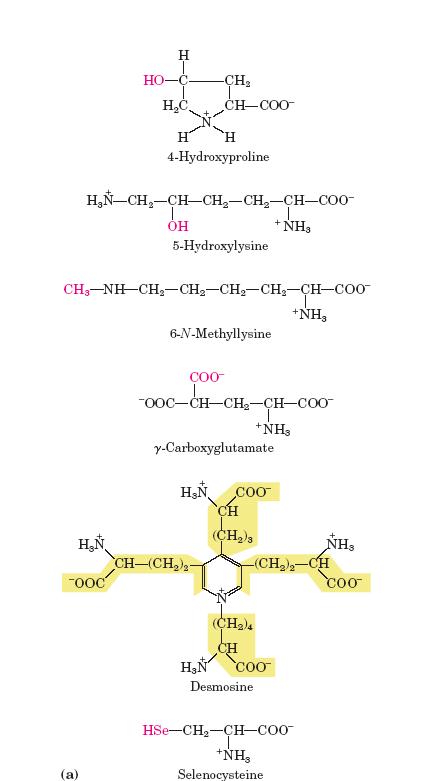 H
HO—C—CH₂
H₂C CH—COO⁻
N⁺
H H
4-Hydroxyproline
H₃N⁺—CH₂—CH—CH₂—CH₂—CH—COO⁻
OH ⁺NH₃
5-Hydroxylysine
CH₃—NH—CH₂—CH₂—CH₂—CH₂—CH—COO⁻
⁺NH₃
6-N-Methyllysine
COO⁻
⁻OOC—CH—CH₂—CH—COO⁻
⁺NH₃
γ-Carboxyglutamate
H₃N⁺ COO⁻
CH
(CH₂)₃
H₃N⁺ ⁺NH₃
CH—(CH₂)₂ (CH₂)₂—CH
⁻OOC COO⁻
N⁺
(CH₂)₄
CH
H₃N⁺ COO⁻
Desmosine
HSe—CH₂—CH—COO⁻
⁺NH₃
(a) Selenocysteine